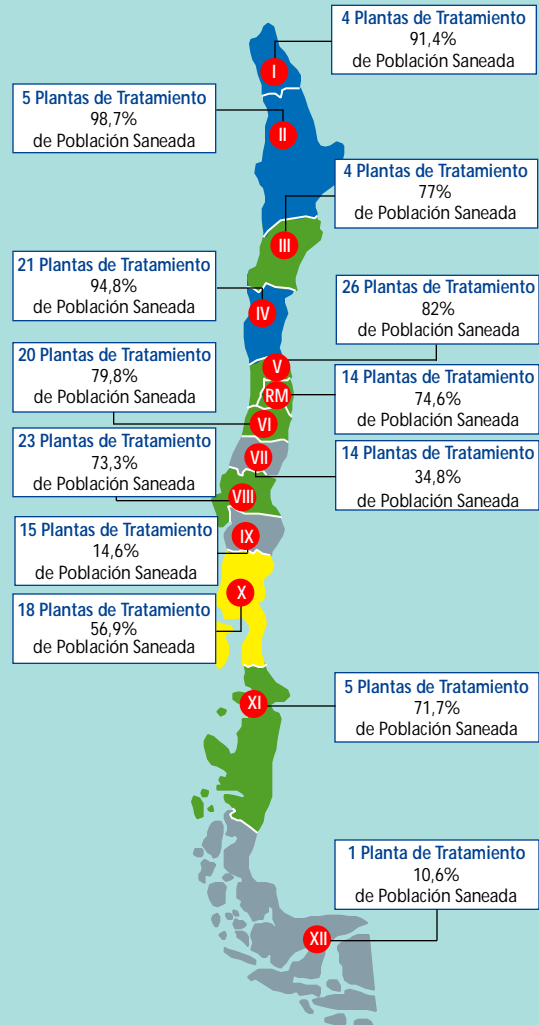 4 Plantas de Tratamiento
91,4%
de Población Saneada
I
5 Plantas de Tratamiento
98,7%
de Población Saneada
II
4 Plantas de Tratamiento
77%
de Población Saneada
III
21 Plantas de Tratamiento
94,8%
de Población Saneada
IV
26 Plantas de Tratamiento
82%
de Población Saneada
V
20 Plantas de Tratamiento
79,8%
de Población Saneada
RM
14 Plantas de Tratamiento
74,6%
de Población Saneada
VI
23 Plantas de Tratamiento
73,3%
de Población Saneada
VII
14 Plantas de Tratamiento
34,8%
de Población Saneada
VIII
15 Plantas de Tratamiento
14,6%
de Población Saneada
IX
18 Plantas de Tratamiento
56,9%
de Población Saneada
X
5 Plantas de Tratamiento
71,7%
de Población Saneada
XI
1 Planta de Tratamiento
10,6%
de Población Saneada
XII